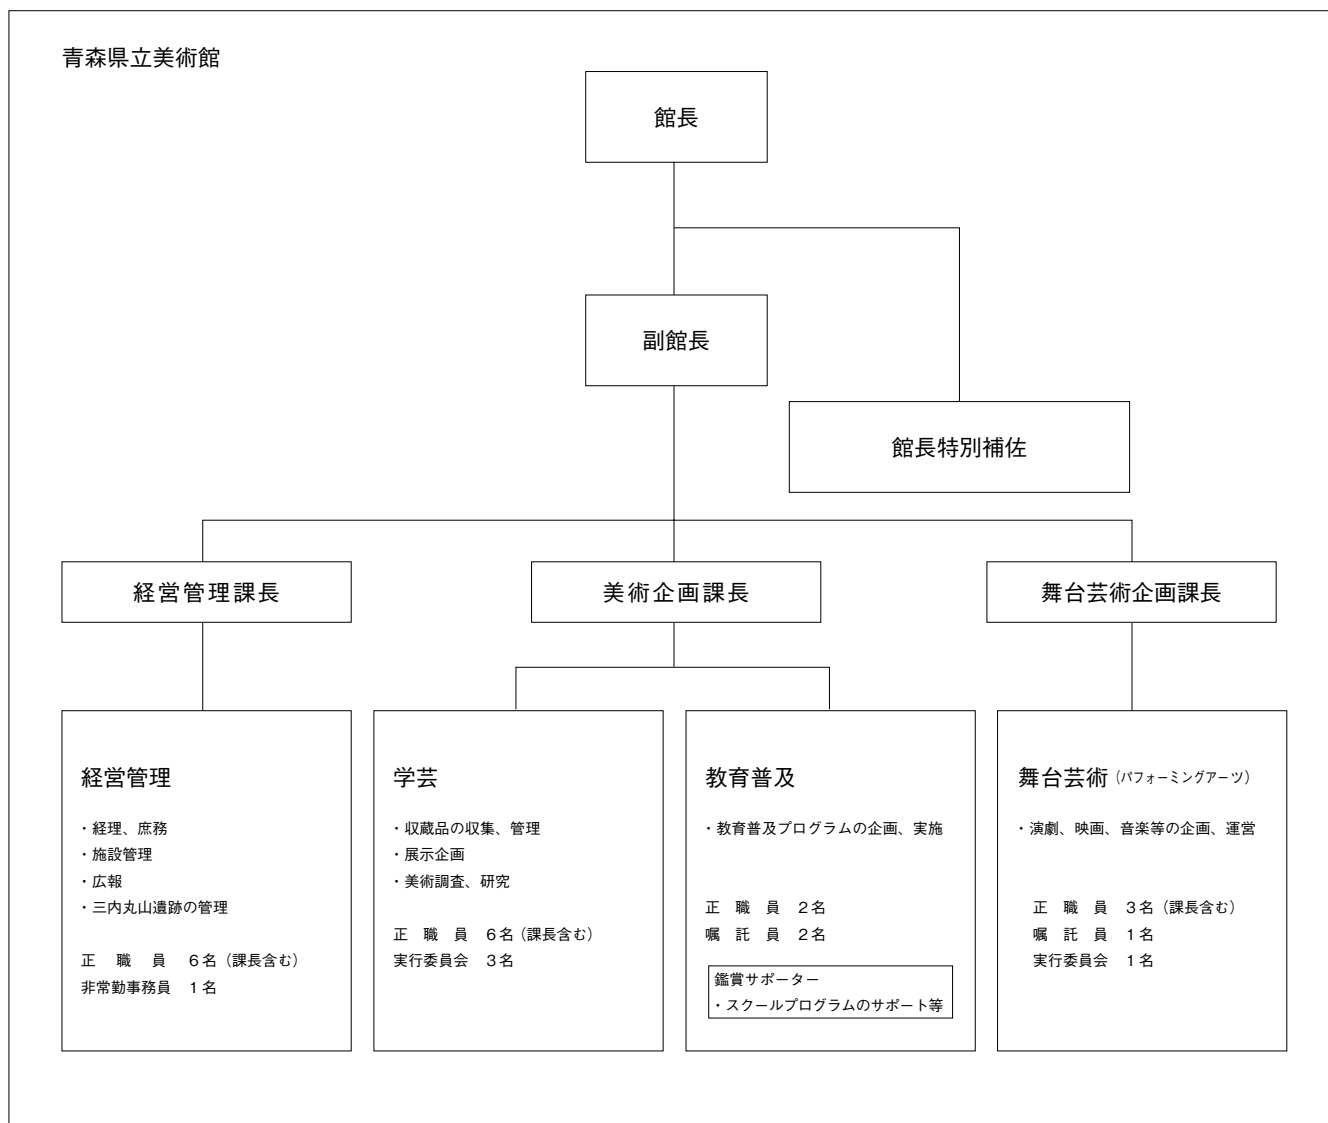 青森県立美術館
館長
副館長
館長特別補佐
経営管理課長
美術企画課長
舞台芸術企画課長
経営管理
・経理、庶務
・施設管理
・広報
・三内丸山遺跡の管理
正　職　員　６名（課長含む）
非常勤事務員　１名
学芸
・収蔵品の収集、管理
・展示企画
・美術調査、研究
正　職　員　６名（課長含む）
実行委員会　３名
教育普及
・教育普及プログラムの企画、実施
正　職　員　２名
嘱　託　員　２名
鑑賞サポーター
・スクールプログラムのサポート等
舞台芸術（パフォーミングアーツ）
・演劇、映画、音楽等の企画、運営
正　職　員　３名（課長含む）
嘱　託　員　１名
実行委員会　１名